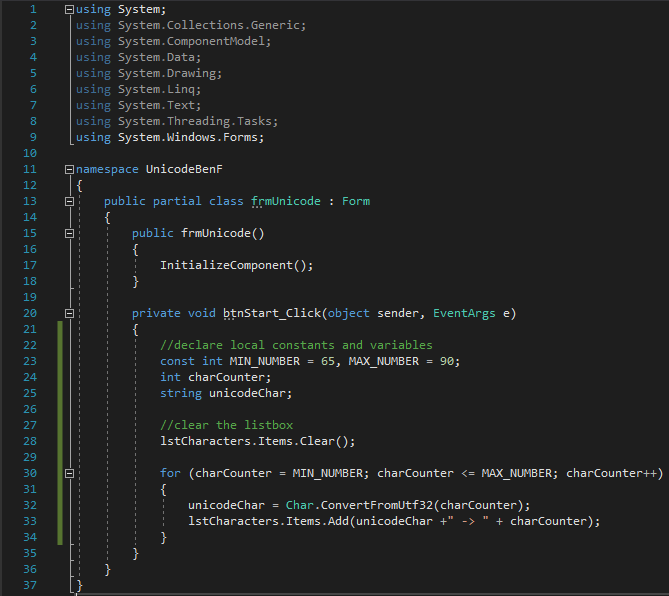 1 using System;
2 using System.Collections.Generic;
3 using System.ComponentModel;
4 using System.Data;
5 using System.Drawing;
6 using System.Linq;
7 using System.Text;
8 using System.Threading.Tasks;
9 using System.Windows.Forms;
10
11 namespace UnicodeBenF
12 {
13     public partial class frmUnicode : Form
14     {
15         public frmUnicode()
16         {
17             InitializeComponent();
18         }
19
20         private void btnStart_Click(object sender, EventArgs e)
21         {
22             //declare local constants and variables
23             const int MIN_NUMBER = 65, MAX_NUMBER = 90;
24             int charCounter;
25             string unicodeChar;
26
27             //clear the listbox
28             lstCharacters.Items.Clear();
29
30             for (charCounter = MIN_NUMBER; charCounter <= MAX_NUMBER; charCounter++)
31             {
32                 unicodeChar = Char.ConvertFromUtf32(charCounter);
33                 lstCharacters.Items.Add(unicodeChar +" -> " + charCounter);
34             }
35         }
36     }
37 }